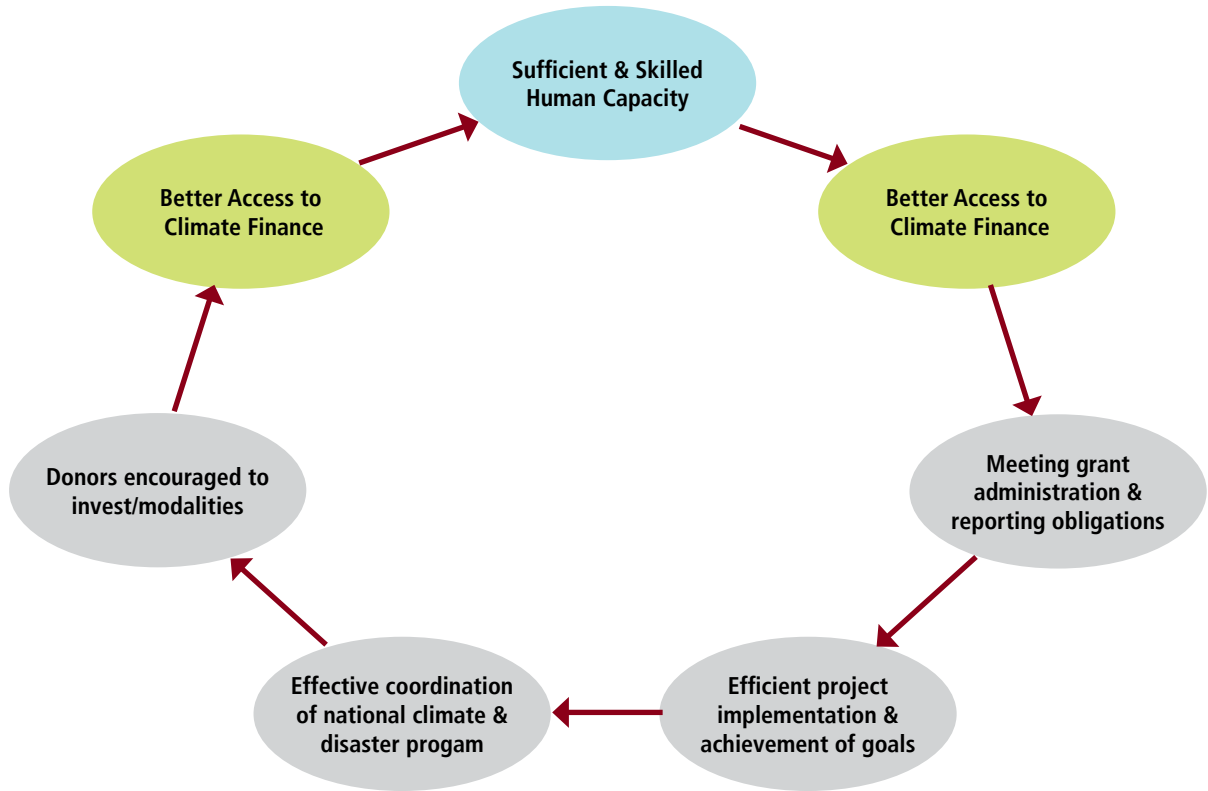 Sufficient & Skilled
Human Capacity
Better Access to
Climate Finance
Better Access to
Climate Finance
Meeting grant
administration &
reporting obligations
Efficient project
implementation &
achievement of goals
Effective coordination
of national climate &
disaster progam
Donors encouraged to
invest/modalities